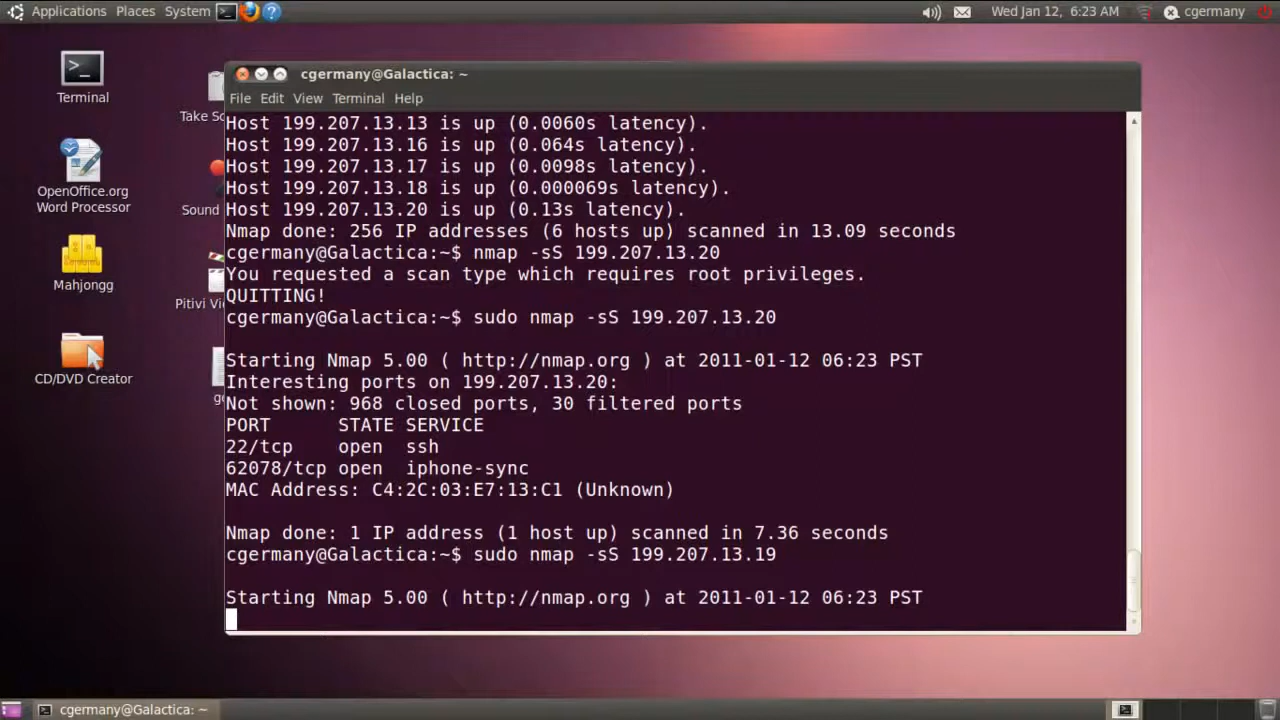 Applications Places System
Wed Jan 12, 6:23 AM
cgermany
Terminal
OpenOffice.org
Word Processor
Mahjongg
CD/DVD Creator
Take Sc
Sound
Pitivi Vi
cgermany@Galactica: ~
File Edit View Terminal Help
Host 199.207.13.13 is up (0.0060s latency).
Host 199.207.13.16 is up (0.064s latency).
Host 199.207.13.17 is up (0.0098s latency).
Host 199.207.13.18 is up (0.000069s latency).
Host 199.207.13.20 is up (0.13s latency).
Nmap done: 256 IP addresses (6 hosts up) scanned in 13.09 seconds
cgermany@Galactica:~$ nmap -sS 199.207.13.20
You requested a scan type which requires root privileges.
QUITTING!
cgermany@Galactica:~$ sudo nmap -sS 199.207.13.20
Starting Nmap 5.00 ( http://nmap.org ) at 2011-01-12 06:23 PST
Interesting ports on 199.207.13.20:
Not shown: 968 closed ports, 30 filtered ports
PORT STATE SERVICE
22/tcp open ssh
62078/tcp open iphone-sync
MAC Address: C4:2C:03:E7:13:C1 (Unknown)
Nmap done: 1 IP address (1 host up) scanned in 7.36 seconds
cgermany@Galactica:~$ sudo nmap -sS 199.207.13.19
Starting Nmap 5.00 ( http://nmap.org ) at 2011-01-12 06:23 PST
cgermany@Galactica: ~